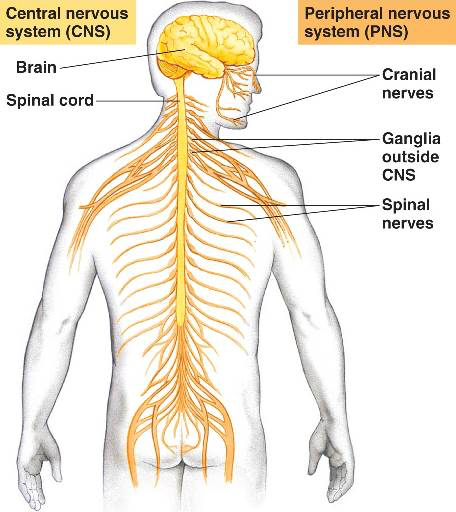 Central nervous
system (CNS)
Brain
Spinal cord
Peripheral nervous
system (PNS)
Cranial
nerves
Ganglia
outside
CNS
Spinal
nerves